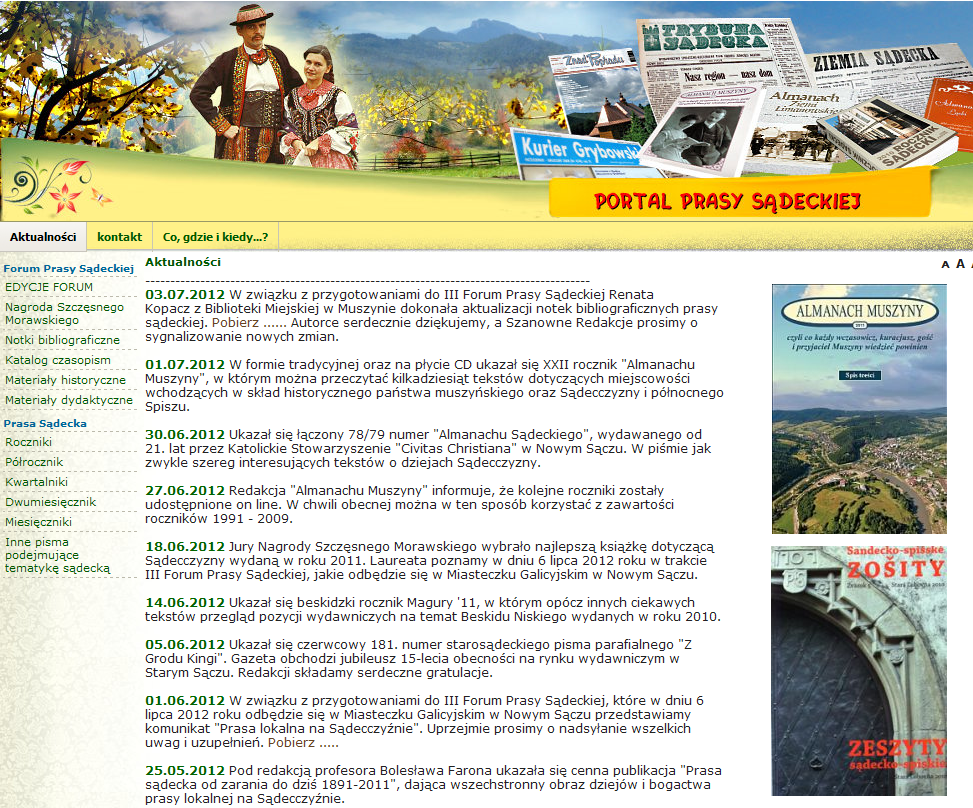 TRYBUNA
SĄDECKA
Nasz region — nasz dom
ALMANACH MUSZYNY
ZIEMIA SĄDECKA
Almanach
Ziemi
Limanowskiej
ROCZNIK
SĄDECKI
Kurier Grybowski
PORTAL PRASY SĄDECKIEJ
Aktualności
kontakt
Co, gdzie i kiedy...?
A A A
Forum Prasy Sądeckiej
EDYCJE FORUM
Nagroda Szczęsnego
Morawskiego
Notki bibliograficzne
Katalog czasopism
Materiały historyczne
Materiały dydaktyczne
Prasa Sądecka
Roczniki
Półrocznik
Kwartalniki
Dwumiesięcznik
Miesięczniki
Inne pisma
podejmujące
tematykę sądecką
Aktualności
-----------------------------------------------------------------------------------------
03.07.2012 W związku z przygotowaniami do III Forum Prasy Sądeckiej Renata
Kopacz z Biblioteki Miejskiej w Muszynie dokonała aktualizacji notek bibliograficznych prasy
sądeckiej. Pobierz ...... Autorce serdecznie dziękujemy, a Szanowne Redakcje prosimy o
sygnalizowanie nowych zmian.
01.07.2012 W formie tradycyjnej oraz na płycie CD ukazał się XXII rocznik "Almanachu
Muszyny", w którym można przeczytać kilkadziesiąt tekstów dotyczących miejscowości
wchodzących w skład historycznego państwa muszyńskiego oraz Sądecczyzny i północnego
Spiszu.
30.06.2012 Ukazał się łączony 78/79 numer "Almanachu Sądeckiego", wydawanego od
21. lat przez Katolickie Stowarzyszenie "Civitas Christiana" w Nowym Sączu. W piśmie jak
zwykle szereg interesujących tekstów o dziejach Sądecczyzny.
27.06.2012 Redakcja "Almanachu Muszyny" informuje, że kolejne roczniki zostały
udostępnione on line. W chwili obecnej można w ten sposób korzystać z zawartości
roczników 1991 - 2009.
18.06.2012 Jury Nagrody Szczęsnego Morawskiego wybrało najlepszą książkę dotyczącą
Sądecczyzny wydaną w roku 2011. Laureata poznamy w dniu 6 lipca 2012 roku w trakcie
III Forum Prasy Sądeckiej, jakie odbędzie się w Miasteczku Galicyjskim w Nowym Sączu.
14.06.2012 Ukazał się beskidzki rocznik Magury '11, w którym opócz innych ciekawych
tekstów przegląd pozycji wydawniczych na temat Beskidu Niskiego wydanych w roku 2010.
05.06.2012 Ukazał się czerwcowy 181. numer starosądeckiego pisma parafialnego "Z
Grodu Kingi". Gazeta obchodzi jubileusz 15-lecia obecności na rynku wydawniczym w
Starym Sączu. Redakcji składamy serdeczne gratulacje.
01.06.2012 W związku z przygotowaniami do III Forum Prasy Sądeckiej, które w dniu 6
lipca 2012 roku odbędzie się w Miasteczku Galicyjskim w Nowym Sączu przedstawiamy
komunikat "Prasa lokalna na Sądecczyźnie". Uprzejmie prosimy o nadsyłanie wszelkich
uwag i uzupełnień. Pobierz .....
25.05.2012 Pod redakcją profesora Bolesława Farona ukazała się cenna publikacja "Prasa
sądecka od zarania do dziś 1891-2011", dająca wszechstronny obraz dziejów i bogactwa
prasy lokalnej na Sądecczyźnie.
ALMANACH MUSZYNY
2011
czyli co każdy wczasowicz, kuracjusz, gość
i przyjaciel Muszyny wiedzieć powinien
Spis treści
Sandecko-spišské
ZOŠITY
ZESZYTY
sądecko-spiskie